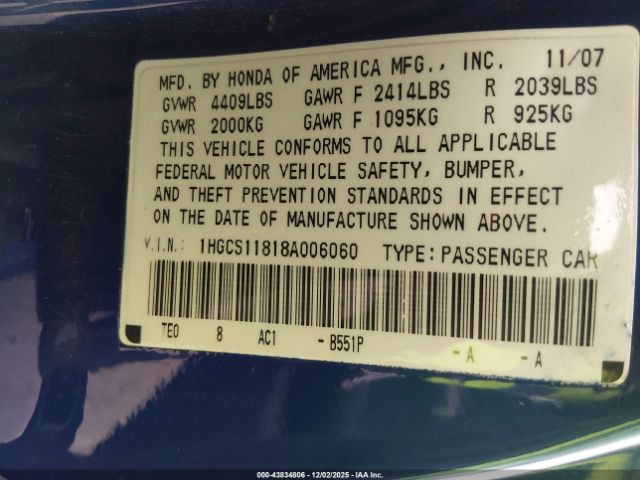 MFD. BY HONDA OF AMERICA MFG., INC. 11/07
GVWR 4409LBS GAWR F 2414LBS R 2039LBS
GVWR 2000KG GAWR F 1095KG R 925KG
THIS VEHICLE CONFORMS TO ALL APPLICABLE
FEDERAL MOTOR VEHICLE SAFETY, BUMPER,
AND THEFT PREVENTION STANDARDS IN EFFECT
ON THE DATE OF MANUFACTURE SHOWN ABOVE.
V.I.N.: 1HGCS11818A006060 TYPE: PASSENGER CAR
TE0 8 AC1 -B551P -A -A
000-43834806 - 12/02/2025 - IAA Inc.